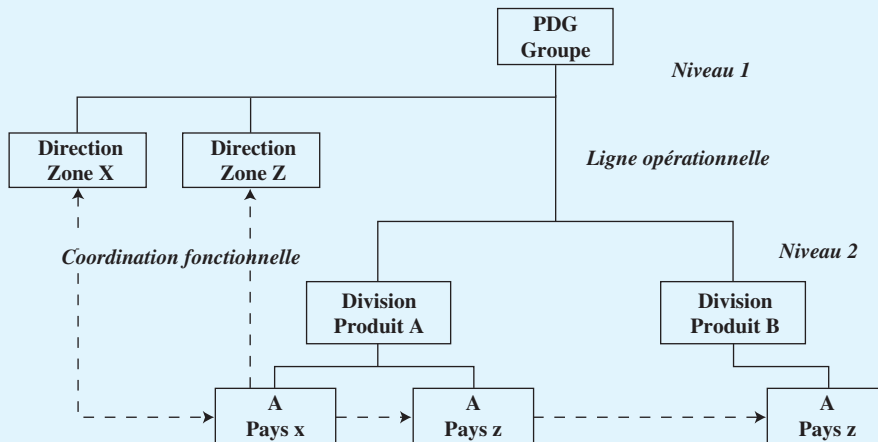 PDG
Groupe
Niveau 1
Direction
Zone X
Direction
Zone Z
Ligne opérationnelle
Coordination fonctionnelle
Niveau 2
Division
Produit A
Division
Produit B
A
Pays x
A
Pays z
A
Pays z